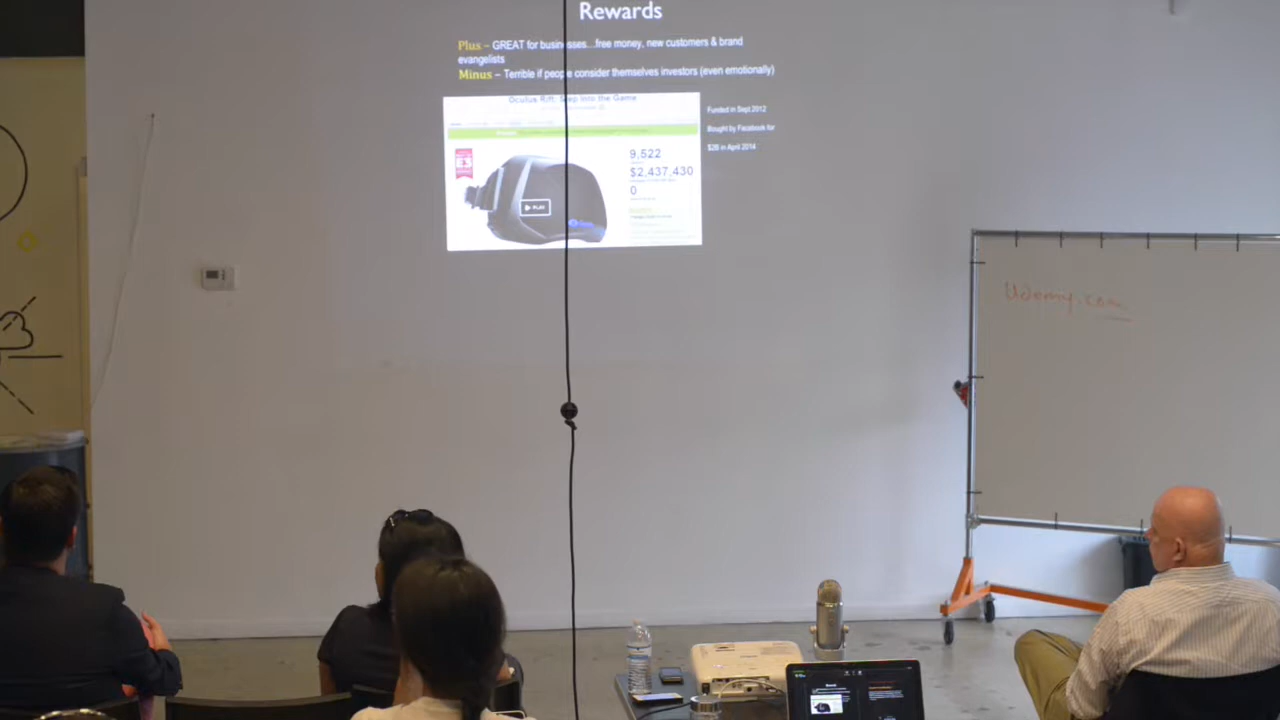 Rewards
Plus – GREAT for businesses...free money, new customers & brand
evangelists
Minus – Terrible if people consider themselves investors (even emotionally)
Oculus Rift: Step Into the Game
Funded in Sept 2012
Bought by Facebook for
$2B in April 2014
9,522
$2,437,430
0
PLAY
Udemy.com
Rewards